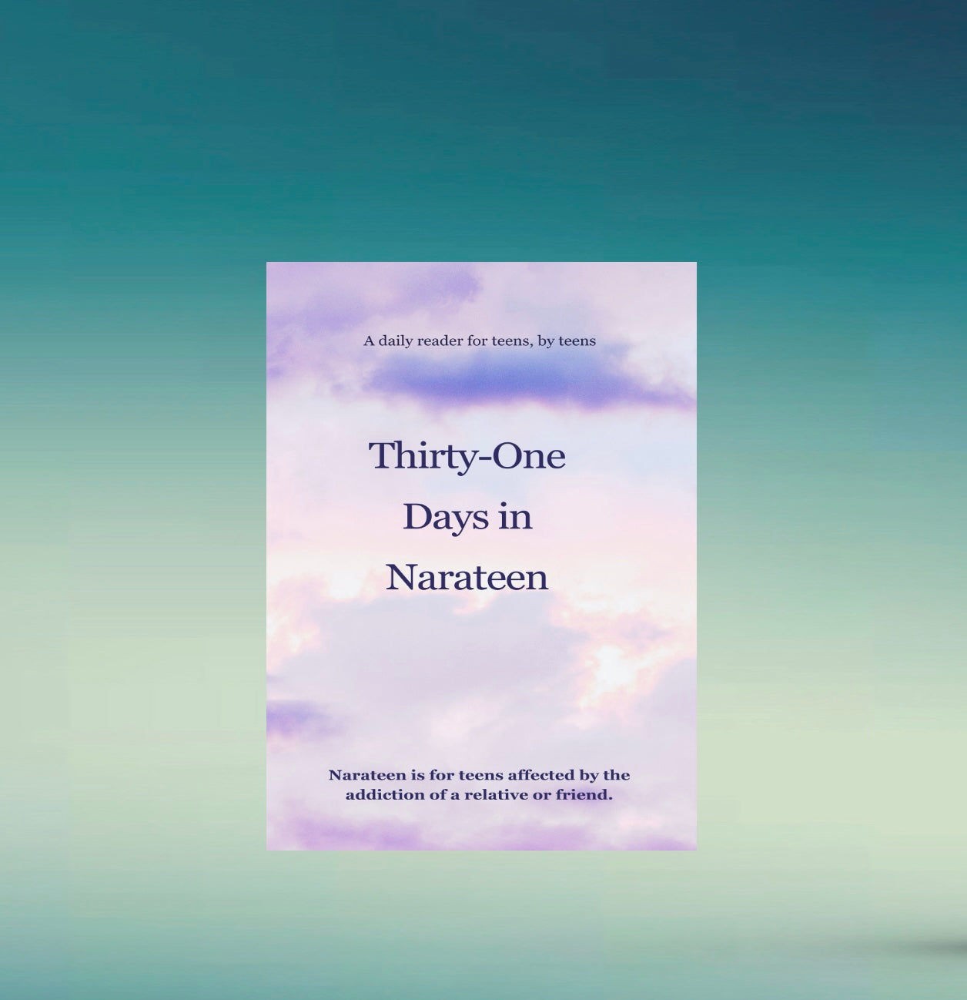 A daily reader for teens, by teens
Thirty-One
Days in
Narateen
Narateen is for teens affected by the
addiction of a relative or friend.